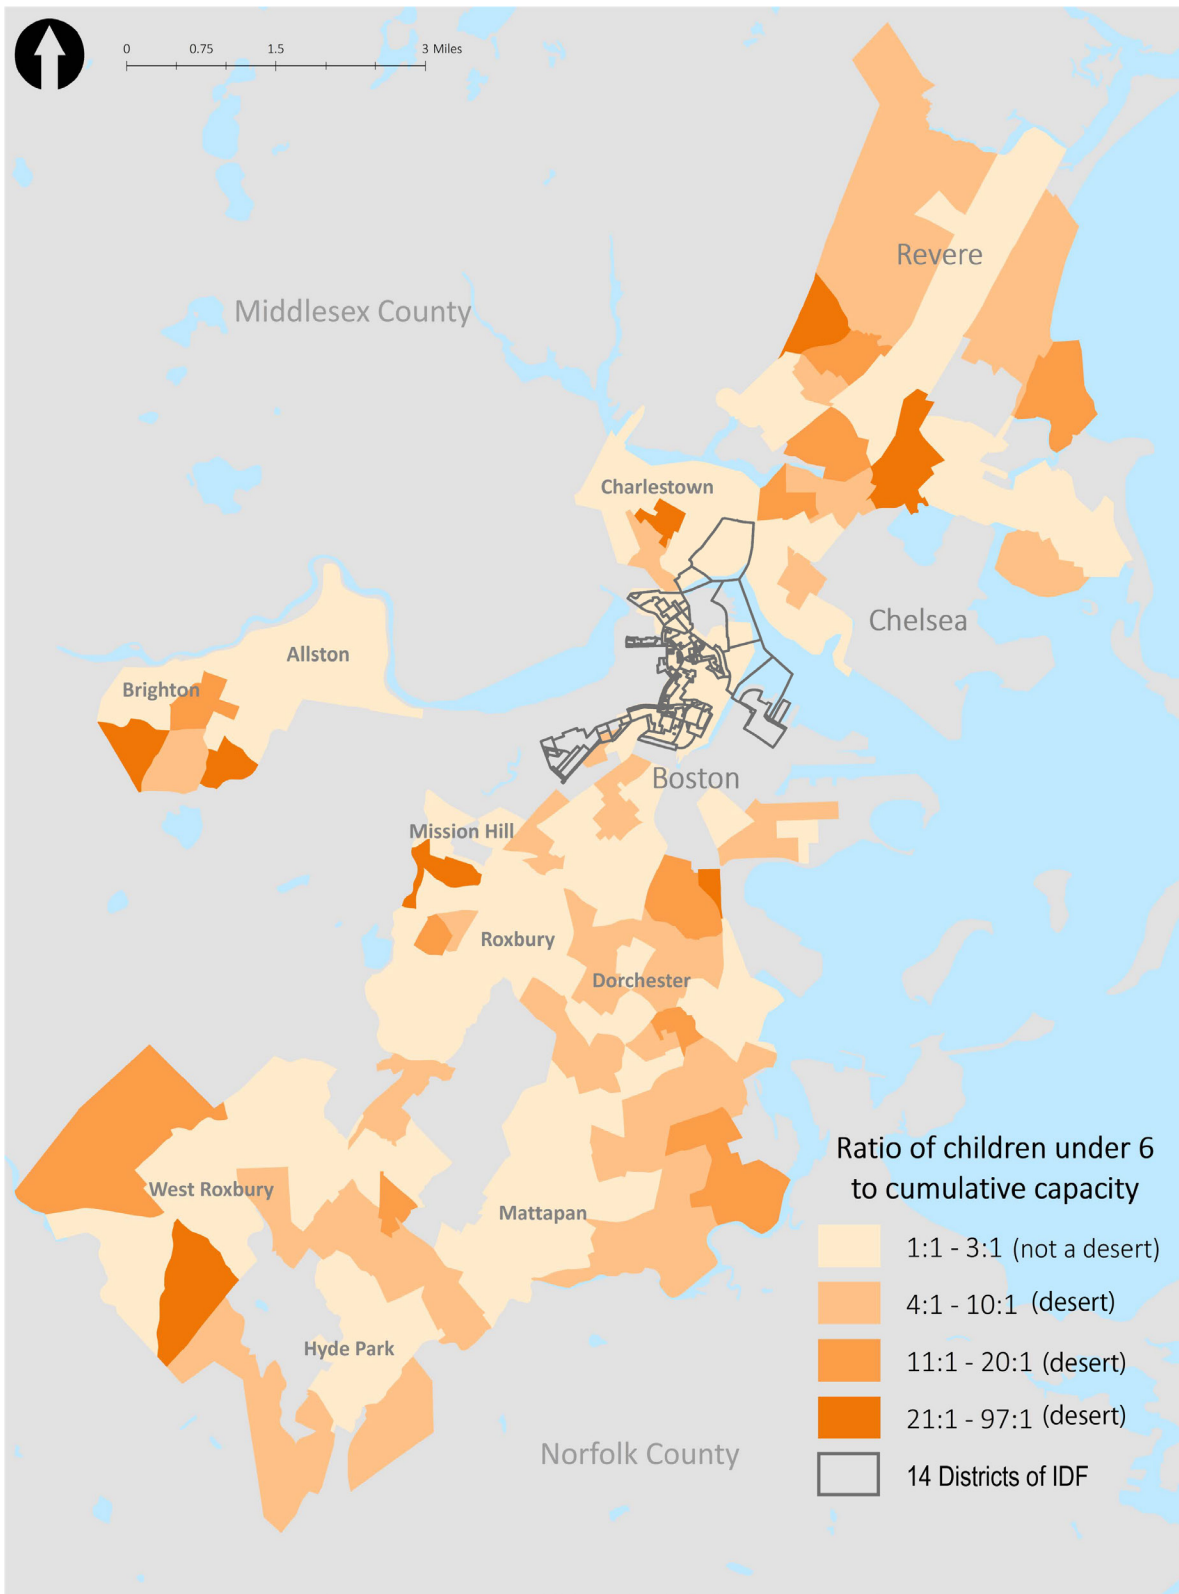 0 0.75 1.5 3 Miles
Revere
Middlesex County
Charlestown
Chelsea
Allston
Brighton
Boston
Mission Hill
Roxbury
Dorchester
West Roxbury
Mattapan
Hyde Park
Norfolk County
Ratio of children under 6
to cumulative capacity
1:1 - 3:1 (not a desert)
4:1 - 10:1 (desert)
11:1 - 20:1 (desert)
21:1 - 97:1 (desert)
14 Districts of IDF